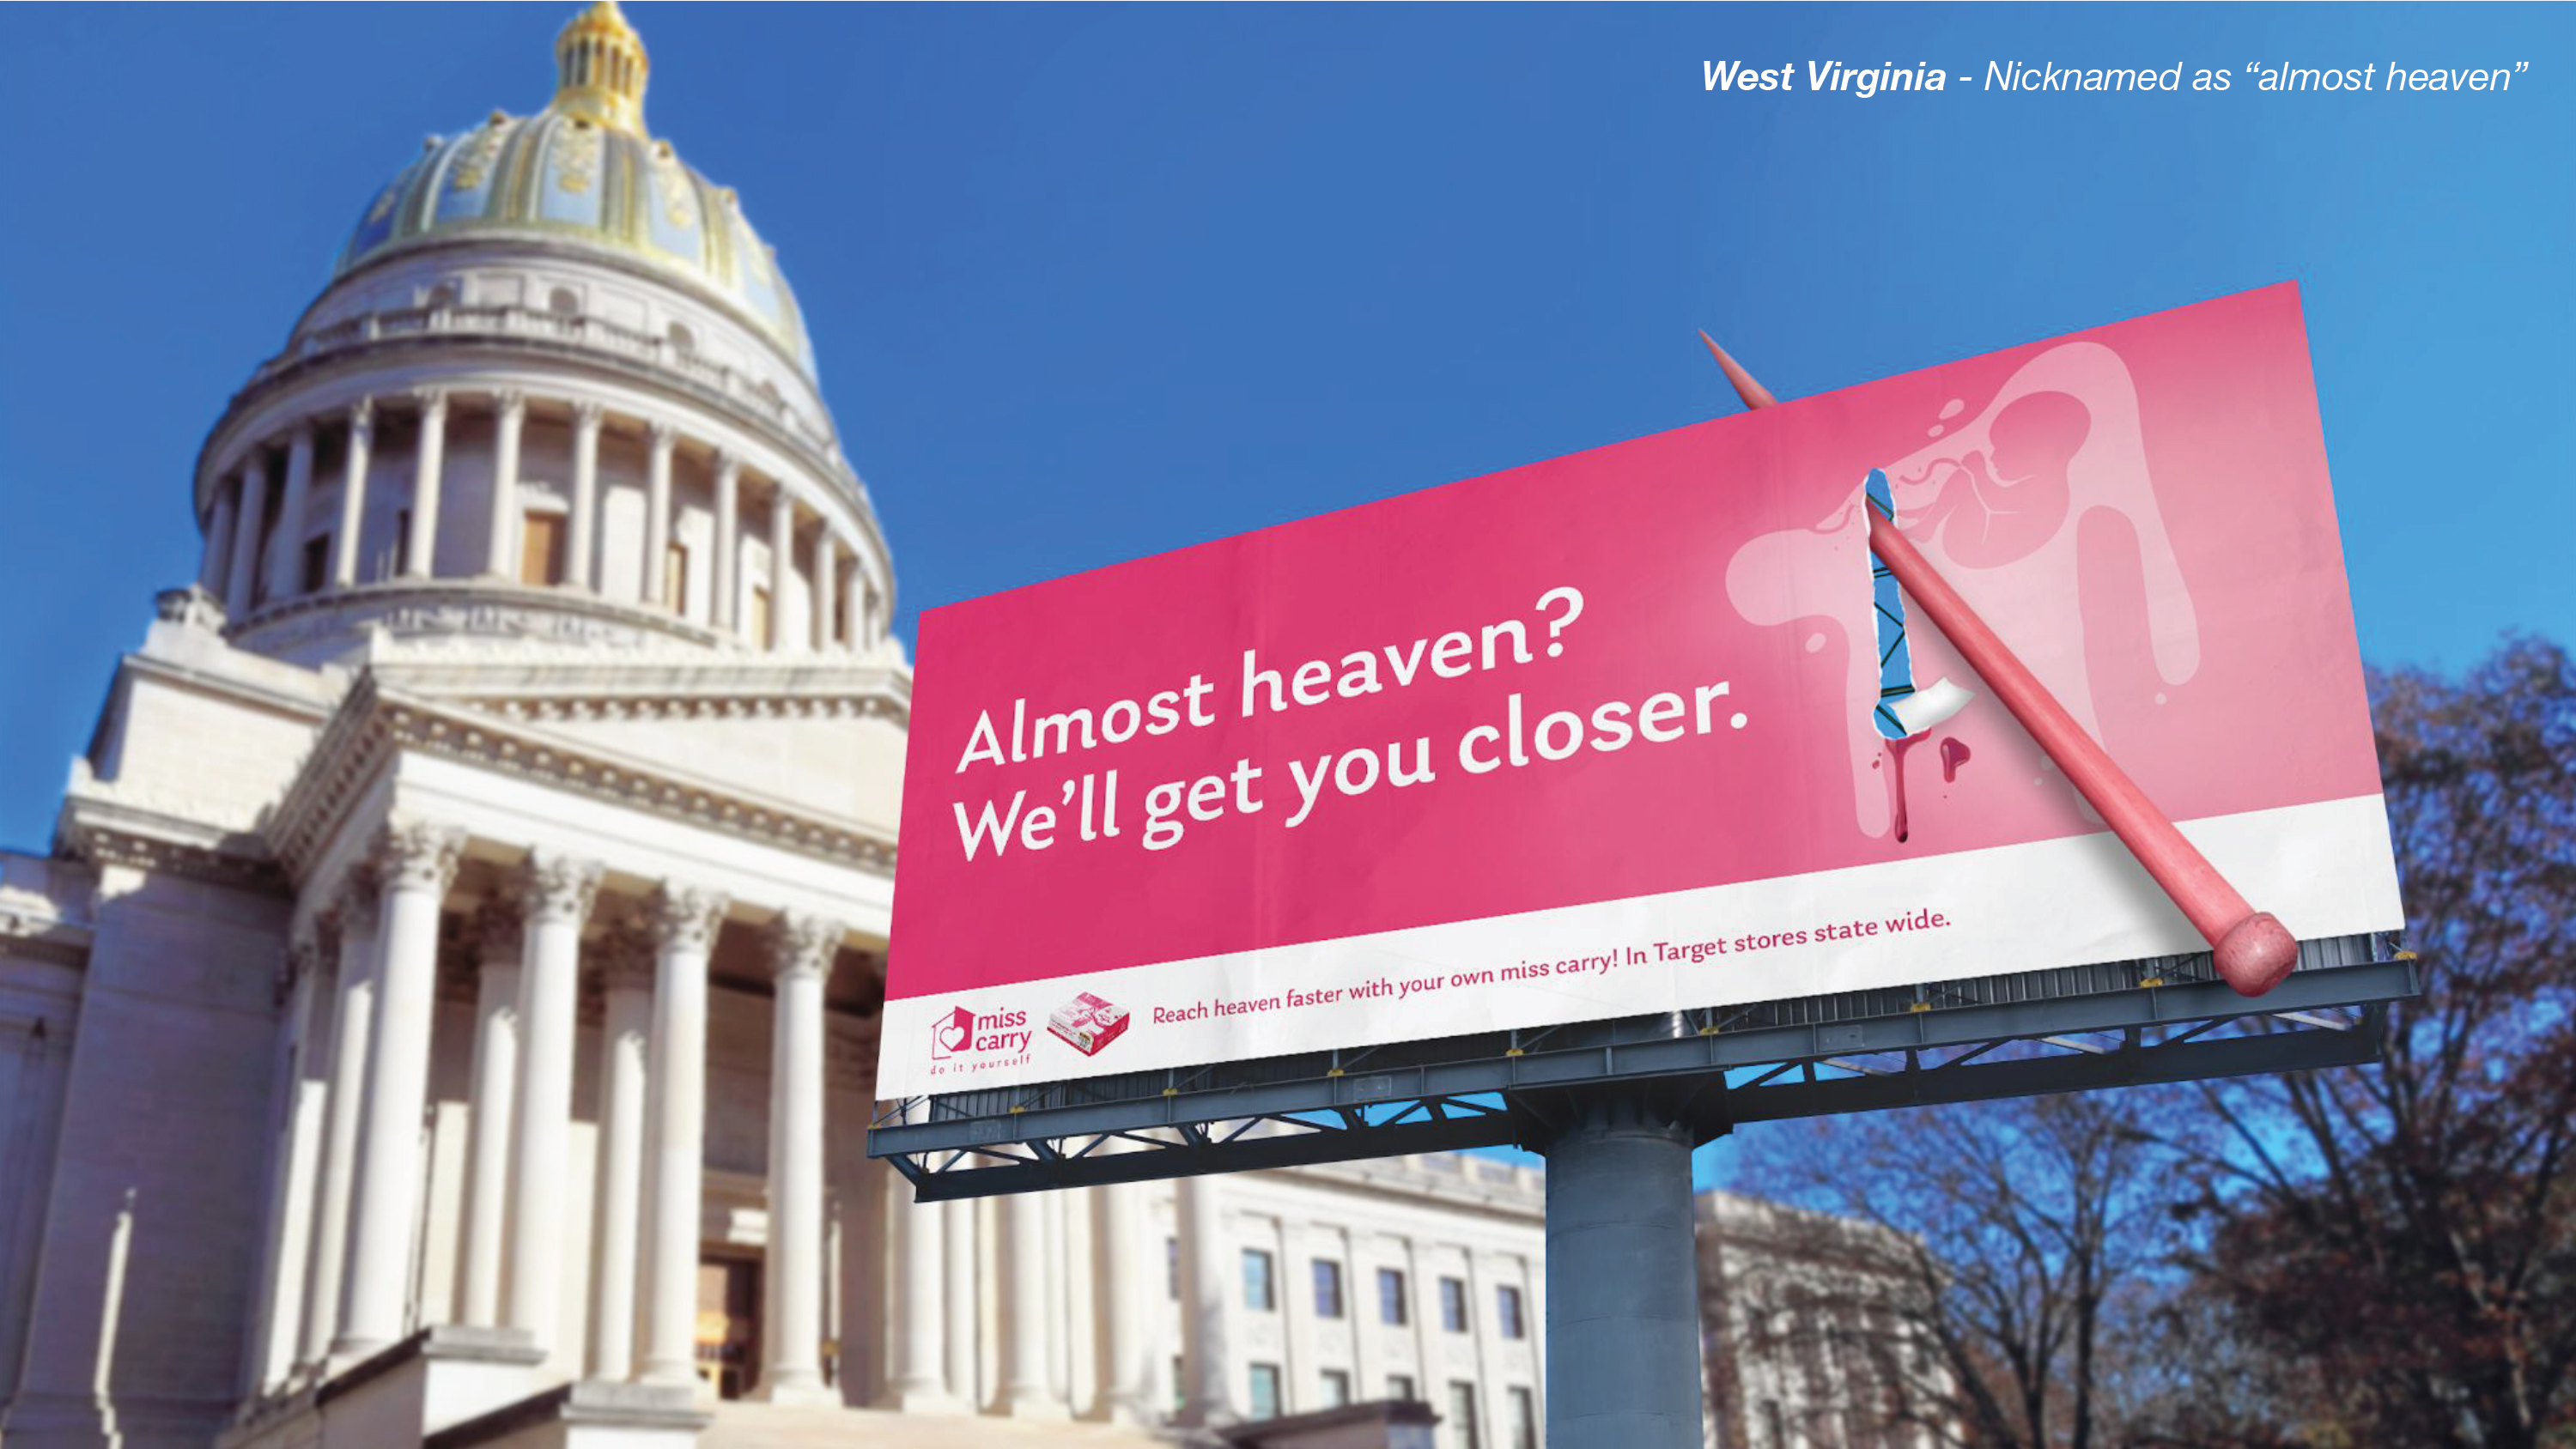 West Virginia - Nicknamed as “almost heaven”
Almost heaven?
We’ll get you closer.
miss
carry
do it yourself
Reach heaven faster with your own miss carry! In Target stores state wide.